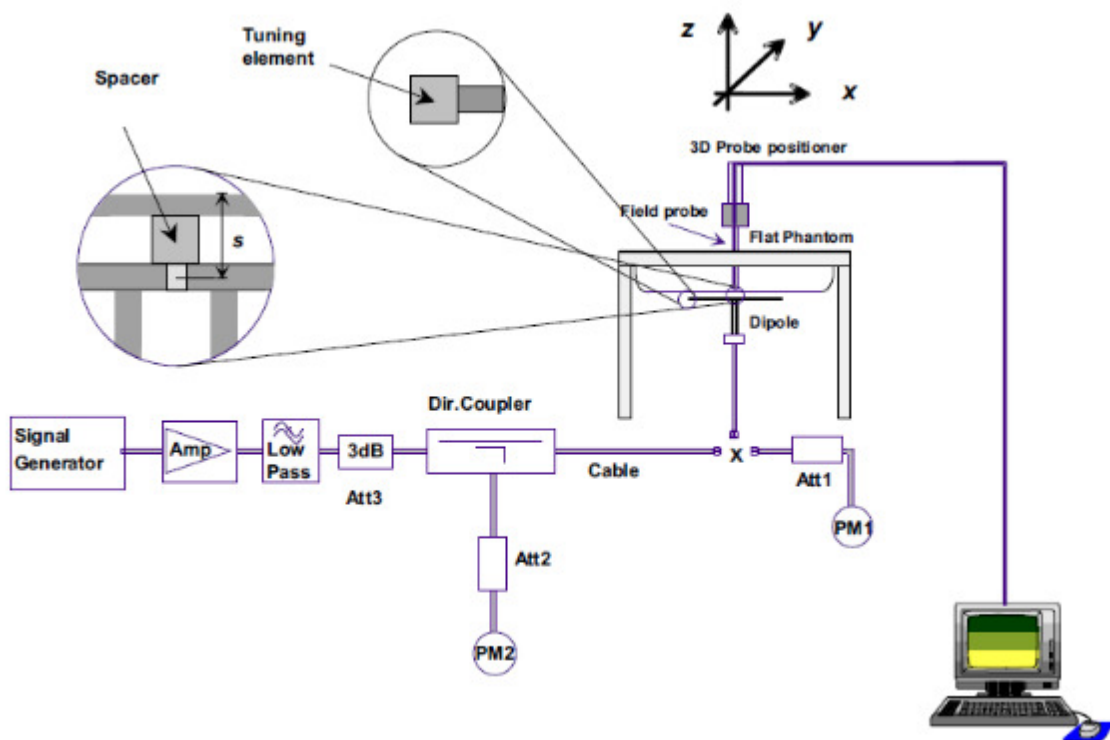 Tuning
element
Spacer
s
z
y
x
3D Probe positioner
Field probe
Flat Phantom
Dipole
Dir.Coupler
Signal
Generator
Amp
Low
Pass
3dB
Att3
Cable
X
Att1
PM1
Att2
PM2